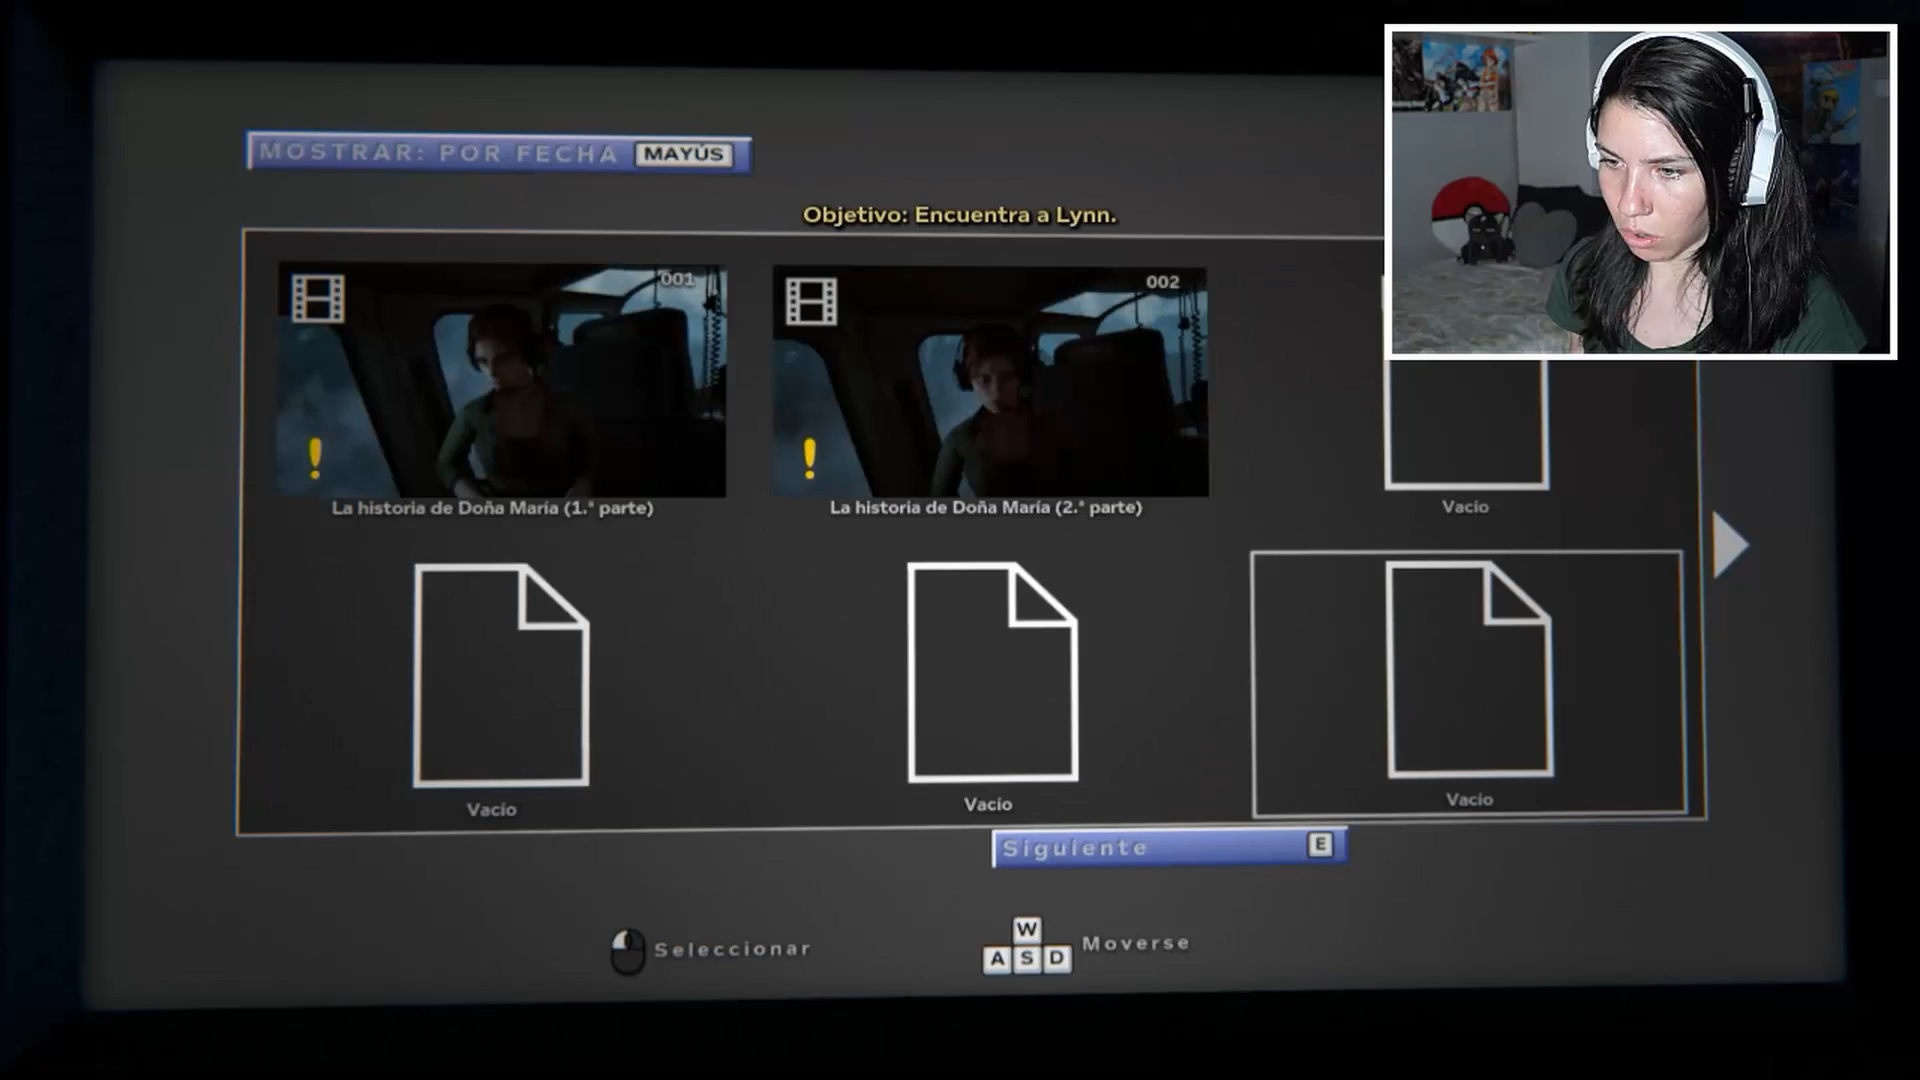 MOSTRAR: POR FECHA MAYÚS
Objetivo: Encuentra a Lynn.
001
002
La historia de Doña María (1.ª parte)
La historia de Doña María (2.ª parte)
Vacío
Vacío
Vacío
Vacío
Siguiente E
Seleccionar
W
A S D
Moverse